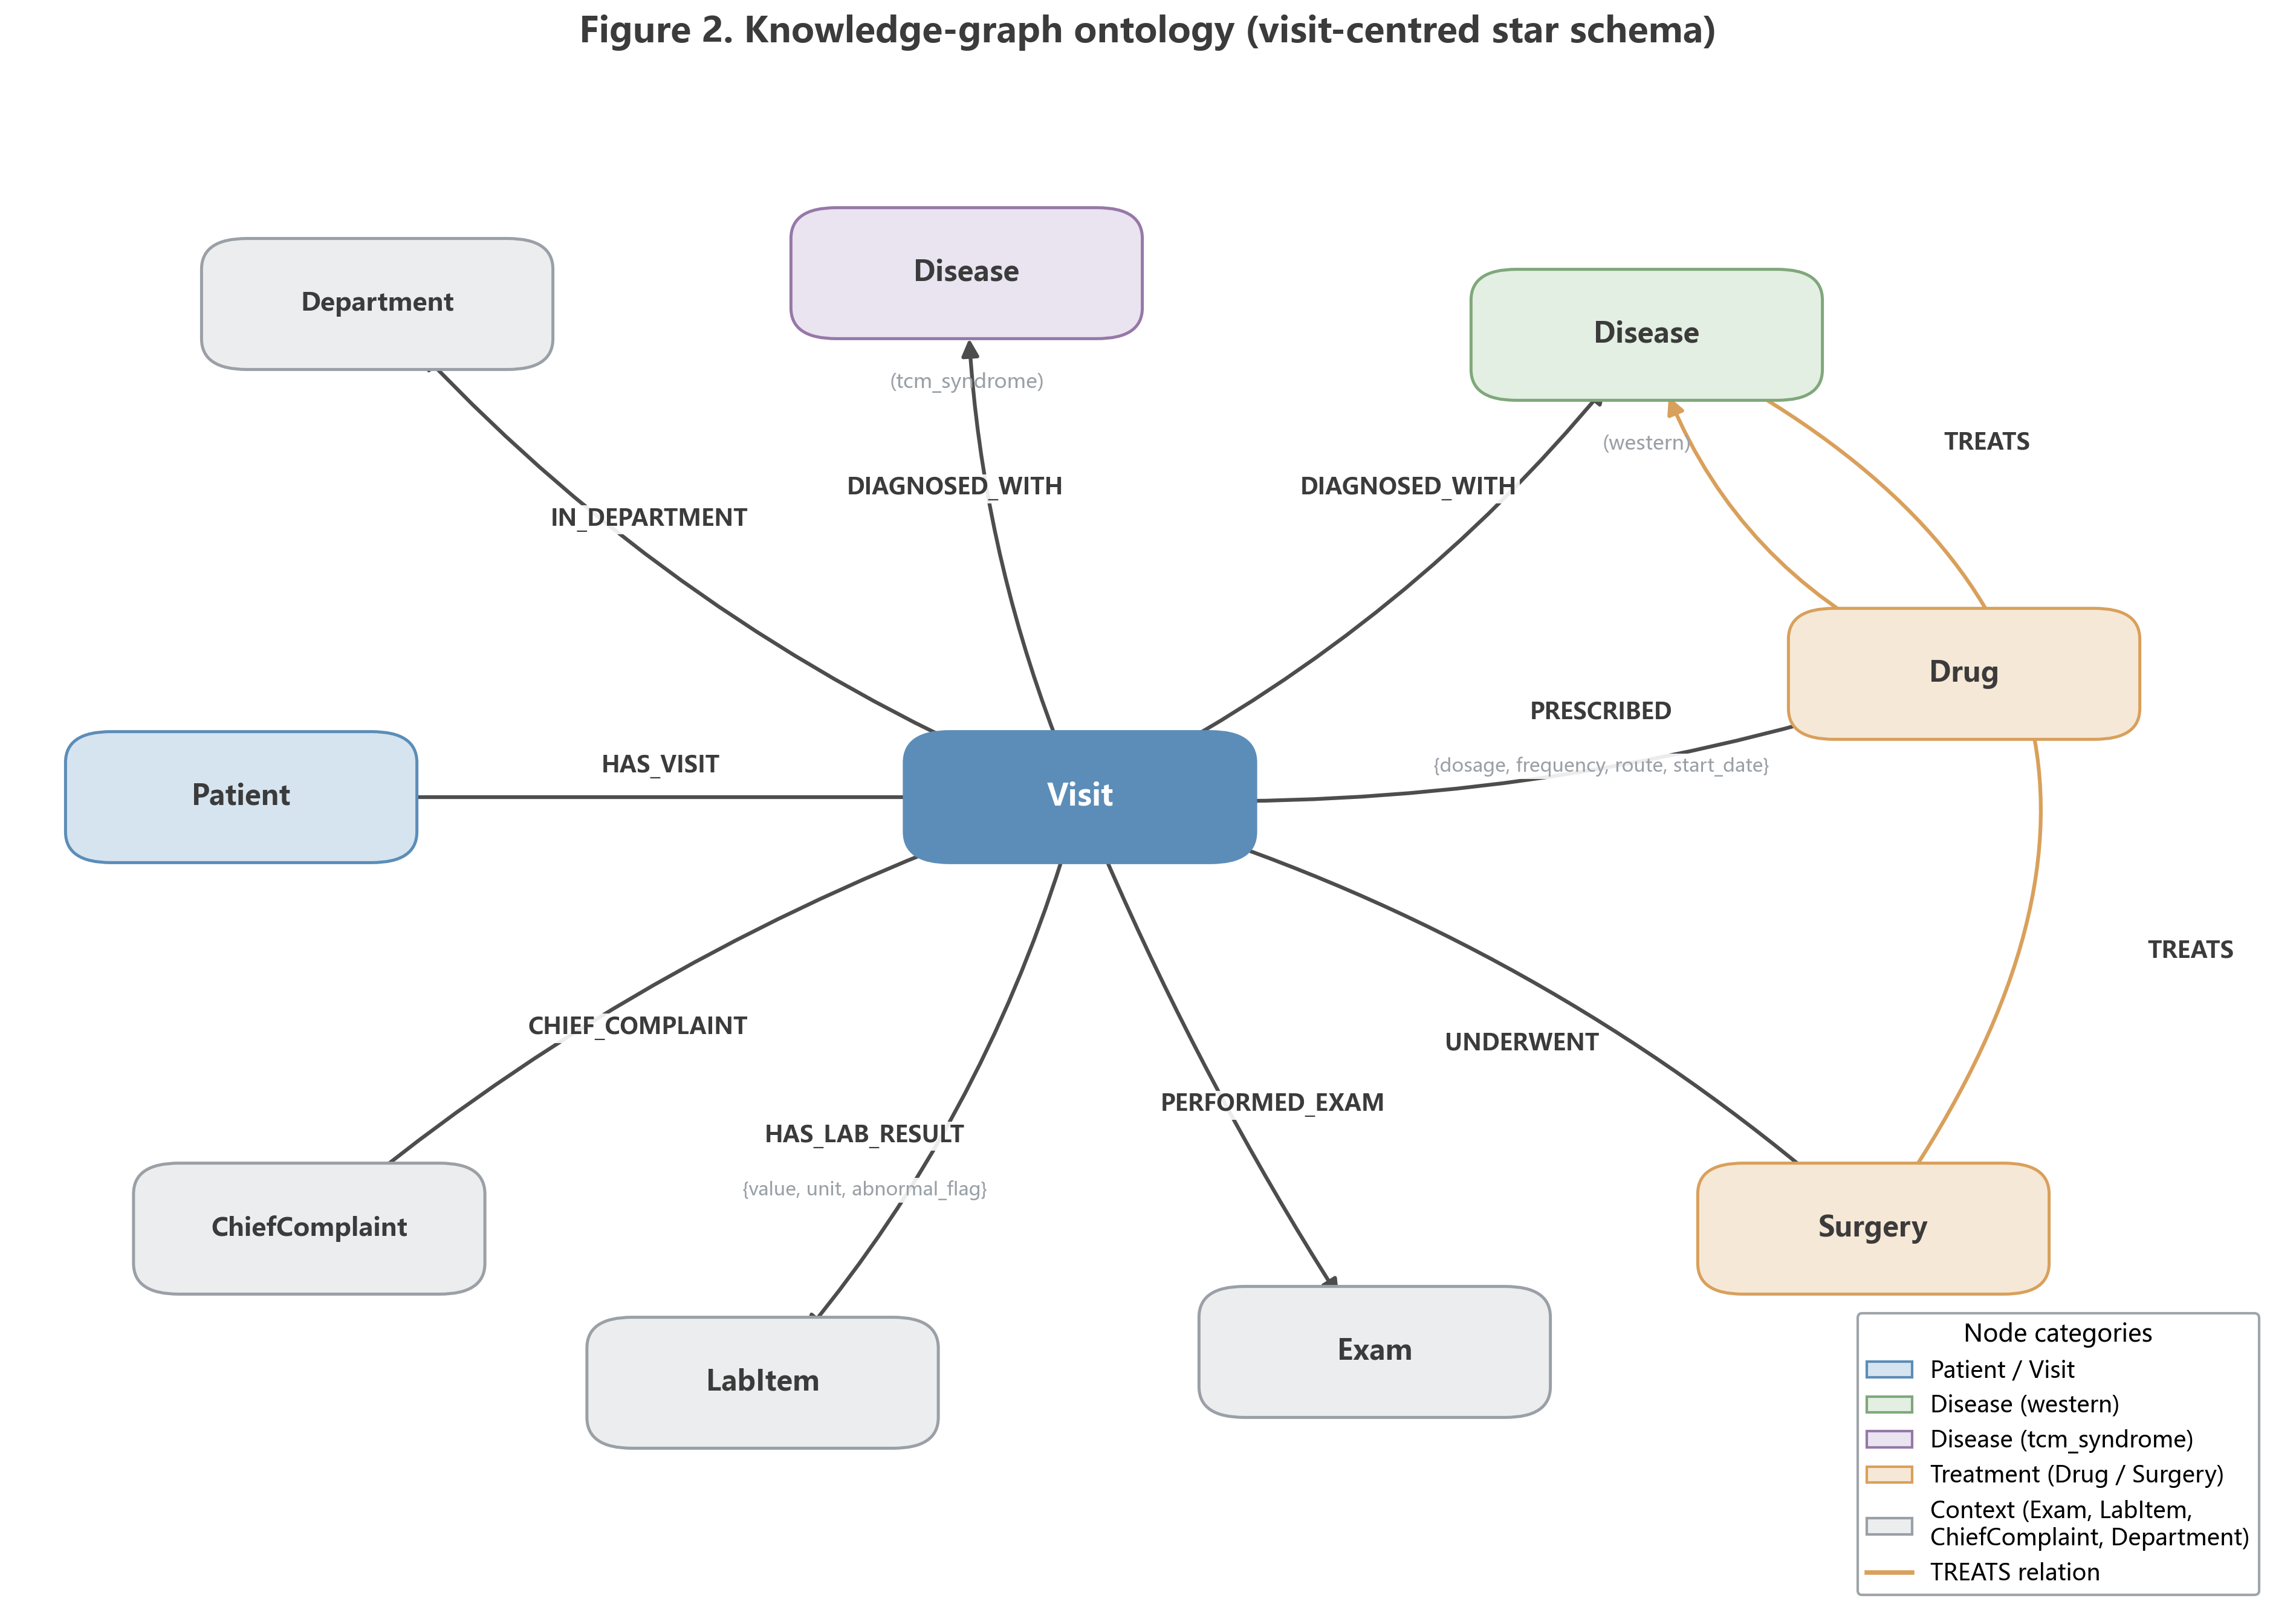 Figure 2. Knowledge-graph ontology (visit-centred star schema)
Disease
Department
Disease
(tcm_syndrome)
(western)
TREATS
DIAGNOSED_WITH
DIAGNOSED_WITH
IN_DEPARTMENT
Drug
PRESCRIBED
{dosage, frequency, route, start_date}
HAS_VISIT
Patient
Visit
TREATS
CHIEF_COMPLAINT
UNDERWENT
PERFORMED_EXAM
HAS_LAB_RESULT
{value, unit, abnormal_flag}
ChiefComplaint
Surgery
Exam
LabItem
Node categories
Patient / Visit
Disease (western)
Disease (tcm_syndrome)
Treatment (Drug / Surgery)
Context (Exam, LabItem,
ChiefComplaint, Department)
TREATS relation